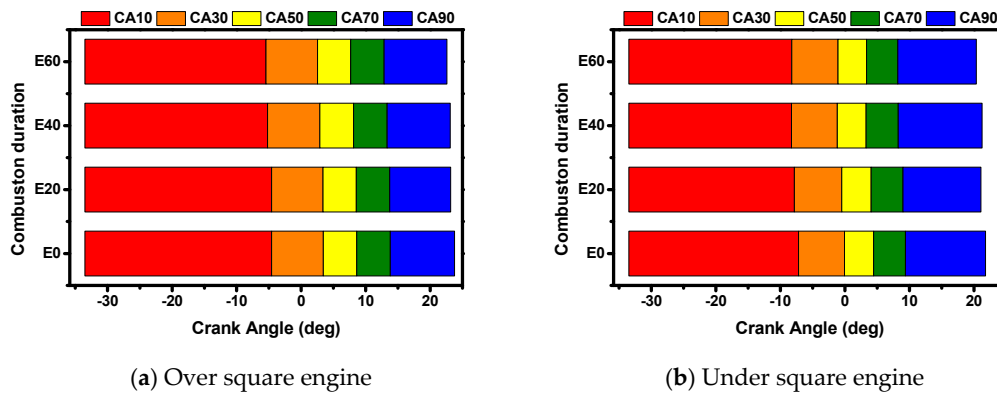 CA10 CA30 CA50 CA70 CA90
E60
E40
E20
E0
Combuston duration
-30 -20 -10 0 10 20
Crank Angle (deg)
(a) Over square engine
CA10 CA30 CA50 CA70 CA90
E60
E40
E20
E0
Combuston duration
-30 -20 -10 0 10 20
Crank Angle (deg)
(b) Under square engine